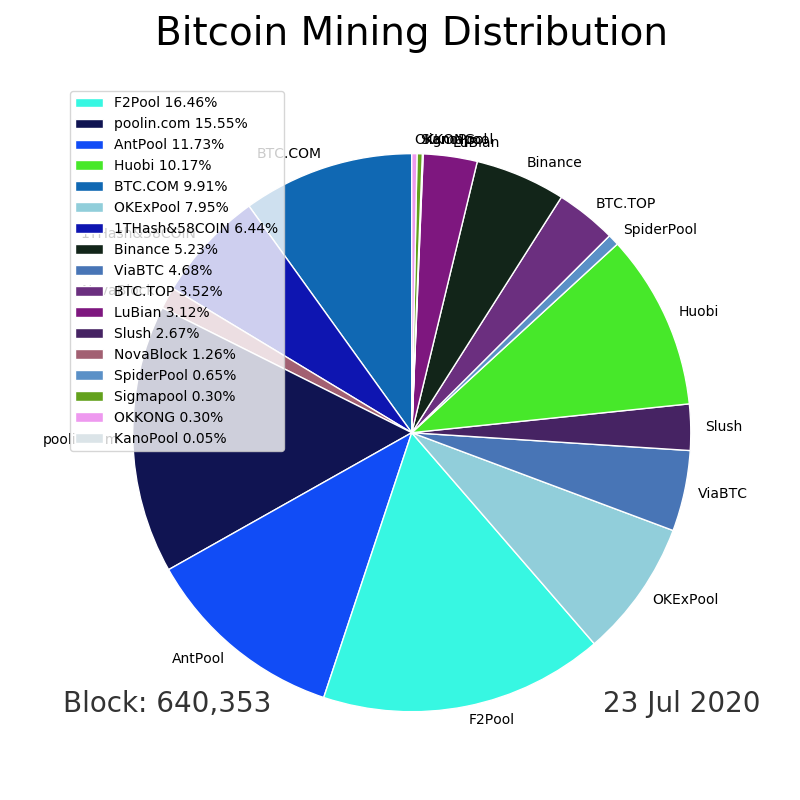 Bitcoin Mining Distribution
F2Pool 16.46%
poolin.com 15.55%
AntPool 11.73%
Huobi 10.17%
BTC.COM 9.91%
OKExPool 7.95%
1THash&58COIN 6.44%
Binance 5.23%
ViaBTC 4.68%
BTC.TOP 3.52%
LuBian 3.12%
Slush 2.67%
NovaBlock 1.26%
SpiderPool 0.65%
Sigmapool 0.30%
OKKONG 0.30%
KanoPool 0.05%
BTC.COM
LuBian
Binance
BTC.TOP
SpiderPool
Huobi
Slush
ViaBTC
OKExPool
F2Pool
AntPool
1THash&58COIN
Block: 640,353
23 Jul 2020